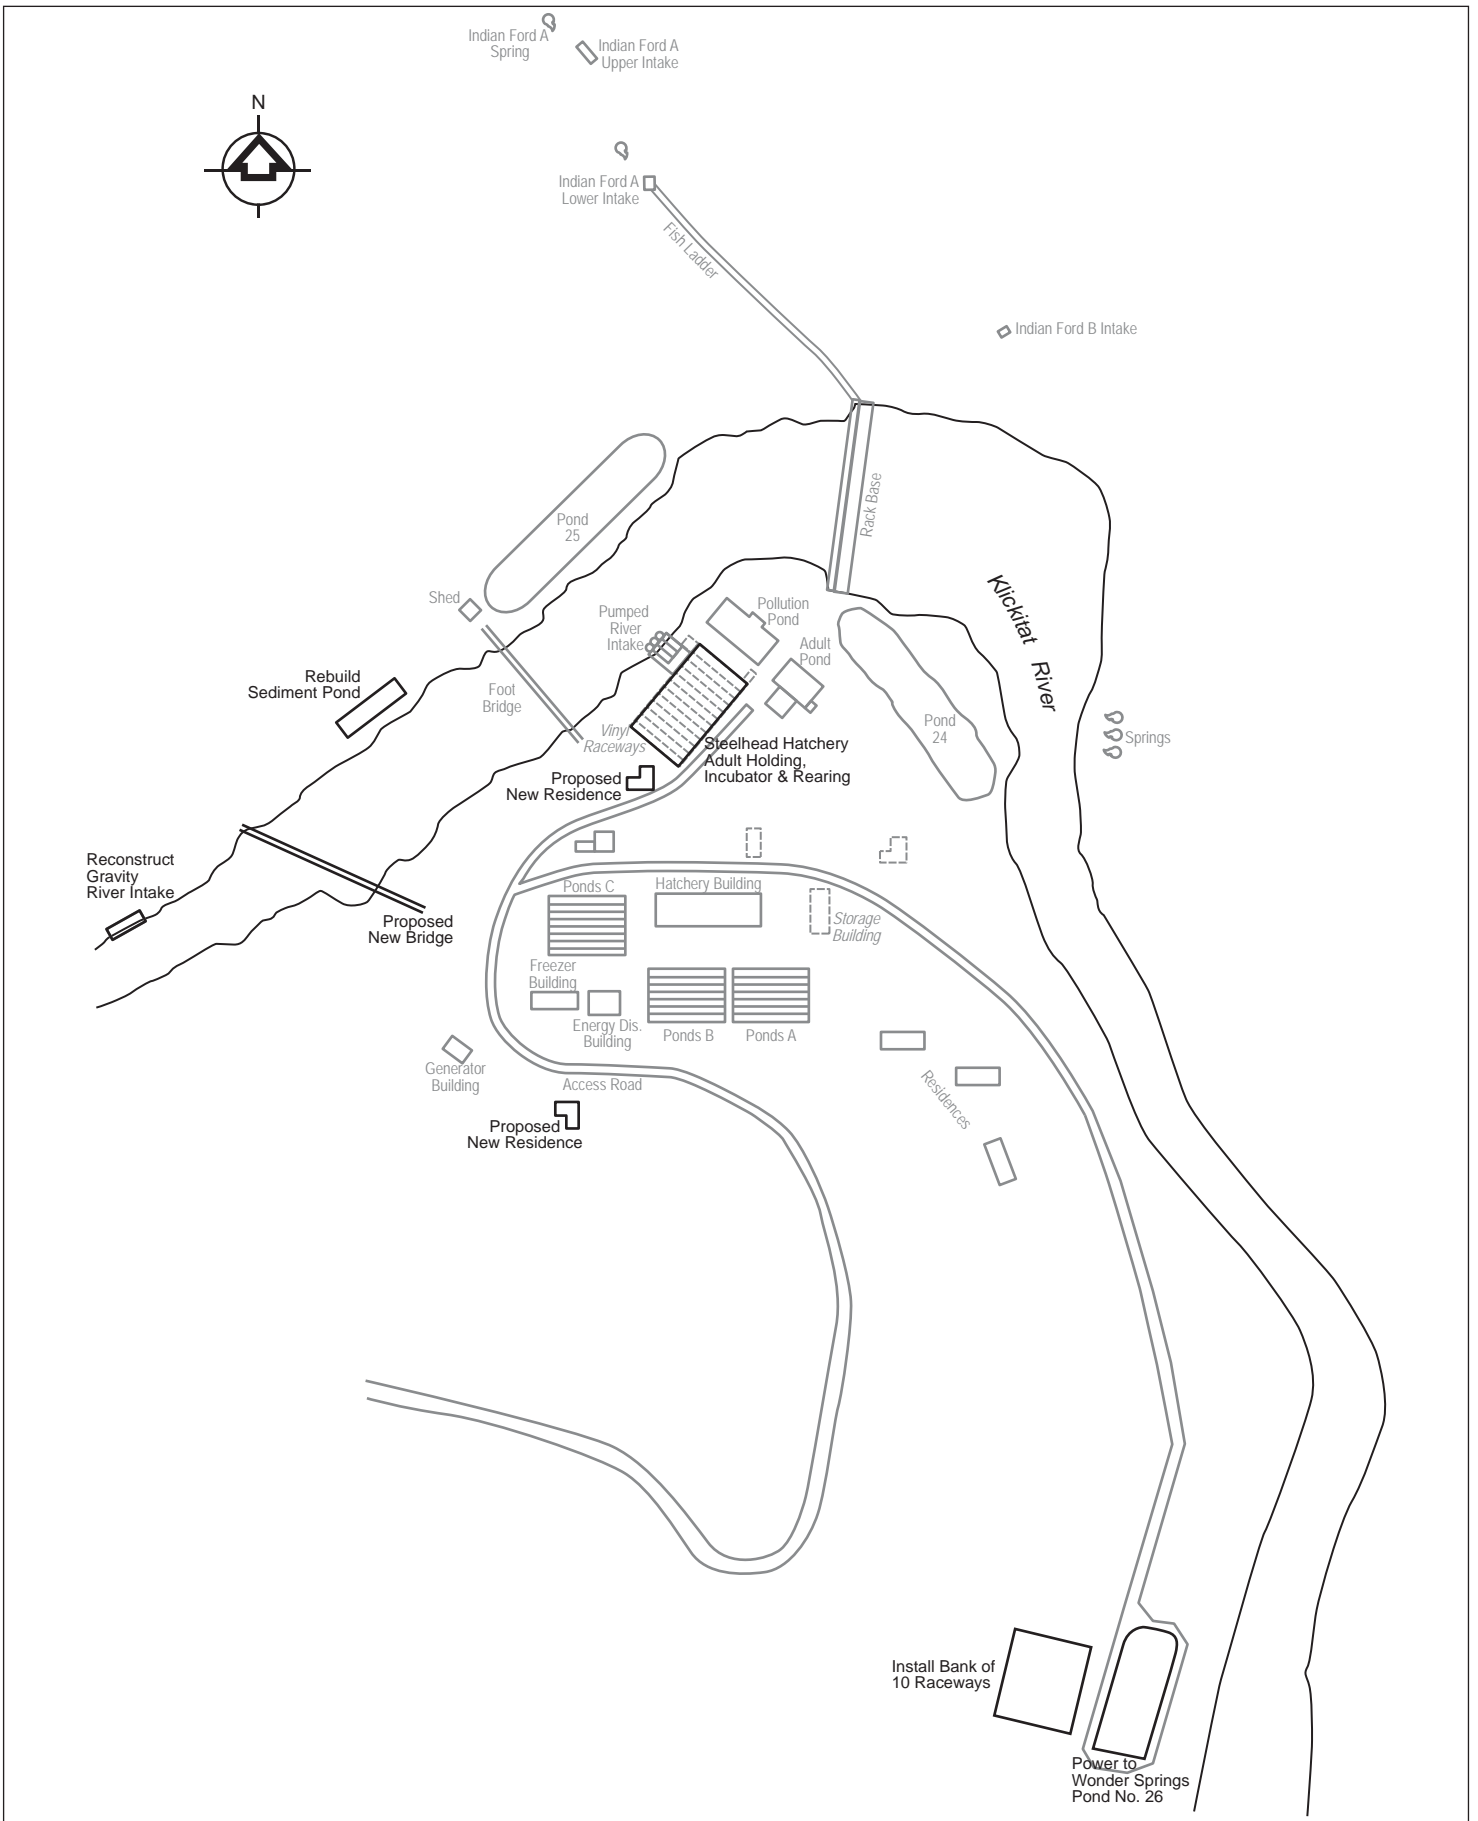 Indian Ford A
Spring
Indian Ford A
Upper Intake
N
Indian Ford A
Lower Intake
Fish Ladder
Indian Ford B Intake
Rack Base
Pond
25
Klickitat River
Shed
Pumped
River
Intake
Pollution
Pond
Adult
Pond
Rebuild
Sediment Pond
Foot
Bridge
Pond
24
Springs
Vinyl
Raceways
Steelhead Hatchery
Adult Holding,
Incubator & Rearing
Proposed
New Residence
Reconstruct
Gravity
River Intake
Ponds C
Hatchery Building
Proposed
New Bridge
Storage
Building
Freezer
Building
Energy Dis.
Building
Ponds B
Ponds A
Generator
Building
Access Road
Residences
Proposed
New Residence
Install Bank of
10 Raceways
Power to
Wonder Springs
Pond No. 26